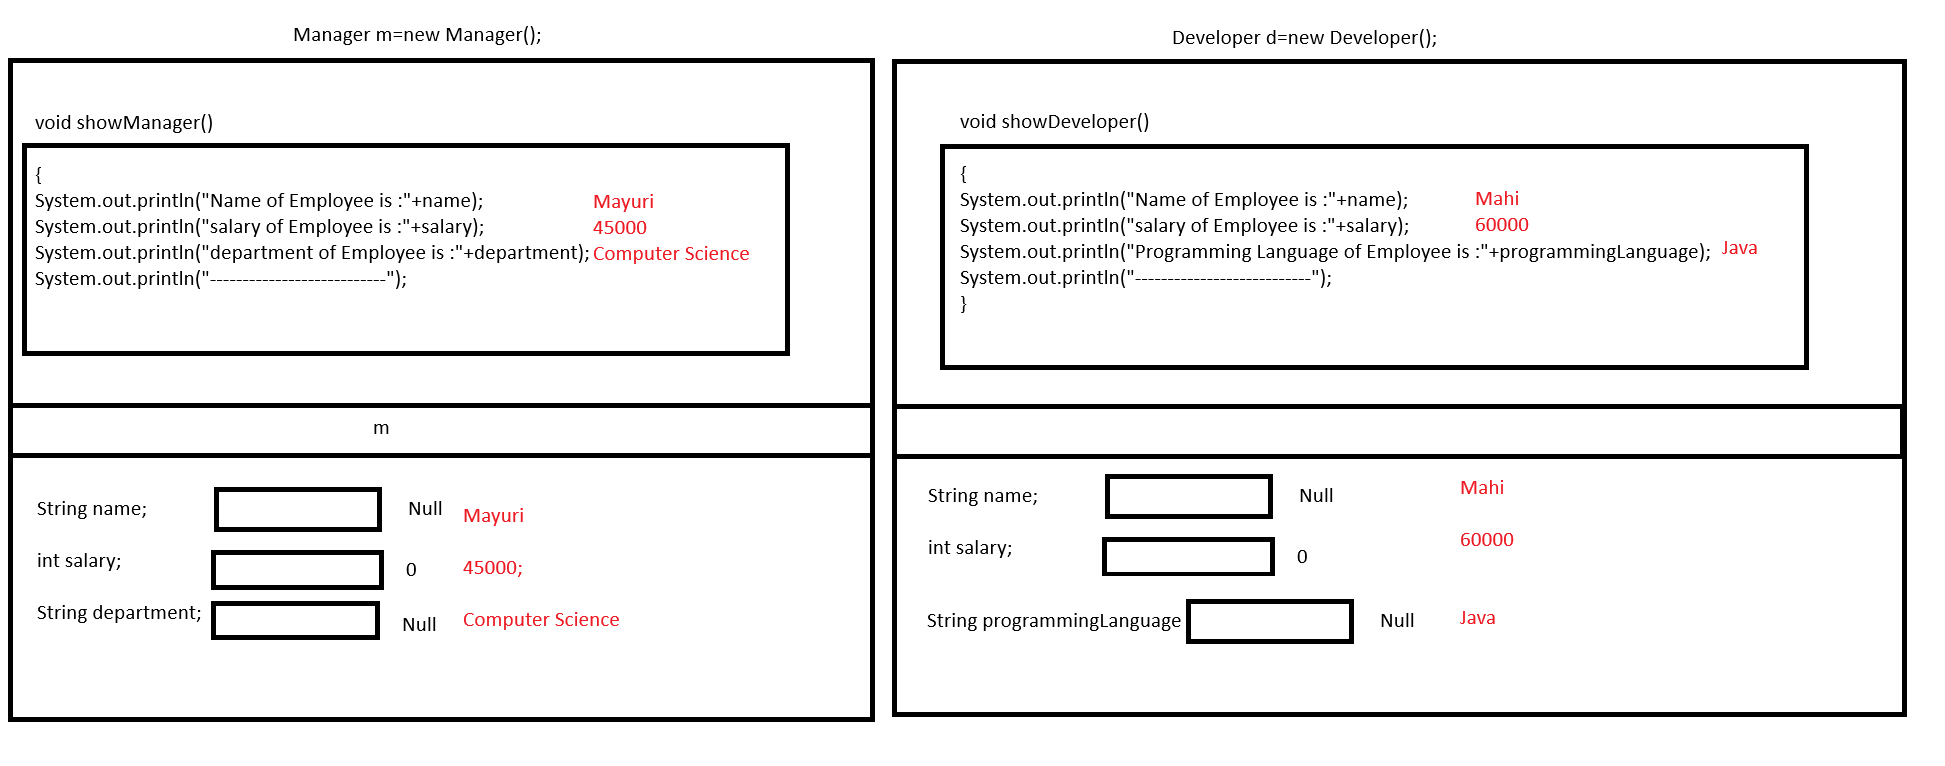 Manager m=new Manager();
void showManager()
{
System.out.println("Name of Employee is :"+name); Mayuri
System.out.println("salary of Employee is :"+salary); 45000
System.out.println("department of Employee is :"+department); Computer Science
System.out.println("---------------------------");
m
String name; Null Mayuri
int salary; 0 45000;
String department; Null Computer Science
Developer d=new Developer();
void showDeveloper()
{
System.out.println("Name of Employee is :"+name); Mahi
System.out.println("salary of Employee is :"+salary); 60000
System.out.println("Programming Language of Employee is :"+programmingLanguage); Java
System.out.println("---------------------------");
}
String name; Null Mahi
int salary; 0 60000
String programmingLanguage Null Java